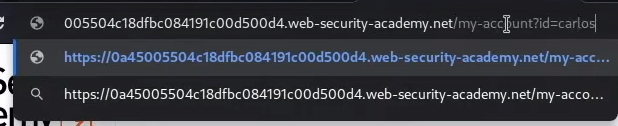 005504c18dfbc084191c00d500d4.web-security-academy.net/my-account?id=carlos
https://0a45005504c18dfbc084191c00d500d4.web-security-academy.net/my-acc...
https://0a45005504c18dfbc084191c00d500d4.web-security-academy.net/my-acco...